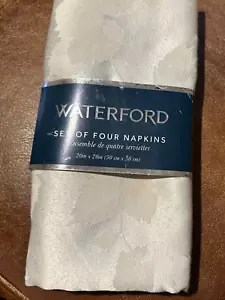 WATERFORD
SET OF FOUR NAPKINS
ensemble de quatre serviettes
20in x 20in (50 cm x 50 cm)